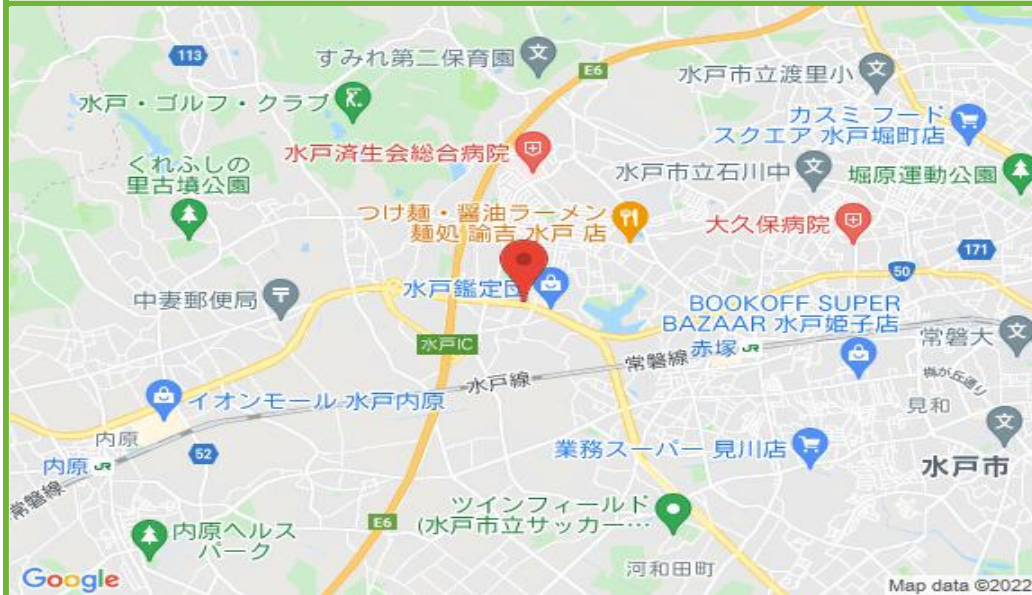 113
すみれ第二保育園
E6
水戸市立渡里小
水戸・ゴルフ・クラブ
カスミ フード
スクエア 水戸堀町店
水戸済生会総合病院
くれふしの
里古墳公園
水戸市立石川中
堀原運動公園
つけ麺・醤油ラーメン
麺処 諭吉 水戸 店
大久保病院
171
50
中妻郵便局
水戸鑑定団
BOOKOFF SUPER
BAZAAR 水戸姫子店
水戸IC
常磐線
赤塚 JR
常磐大
水戸線
梅が丘通り
イオンモール 水戸内原
見和
内原
52
内原 JR
業務スーパー 見川店
水戸市
常磐線
ツインフィールド
(水戸市立サッカー…
E6
内原ヘルス
パーク
河和田町
Google
Map data ©2022